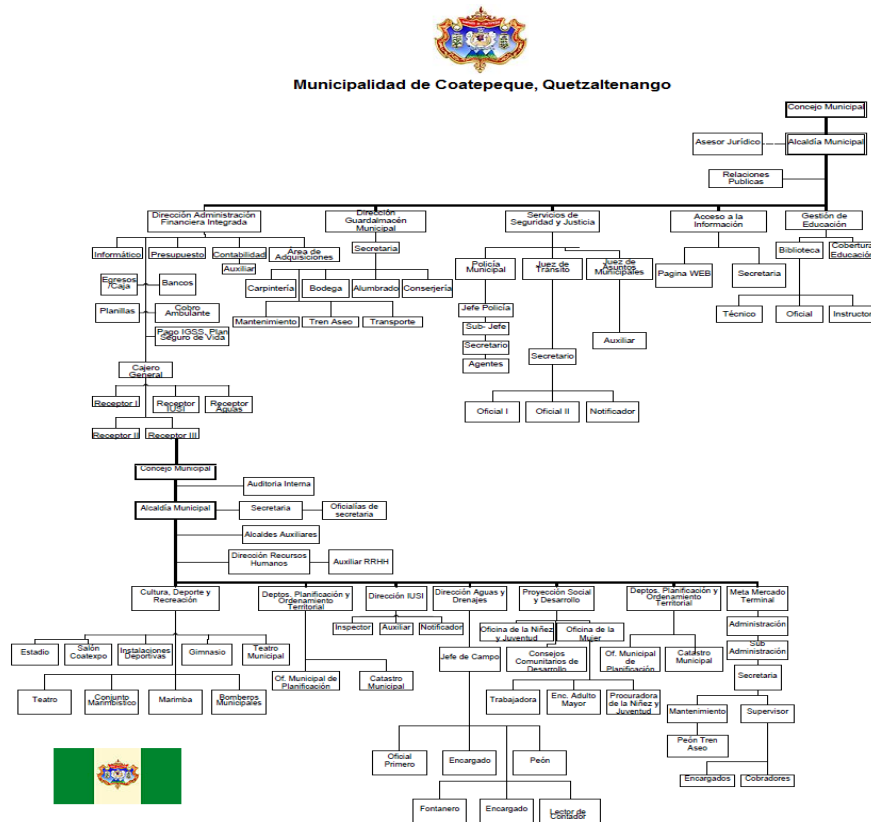 Municipalidad de Coatepeque, Quetzaltenango
Concejo Municipal
Asesor Jurídico
Alcaldía Municipal
Relaciones
Publicas
Dirección Administración
Financiera Integrada
Dirección
Guardalmacén
Municipal
Servicios de
Seguridad y Justicia
Acceso a la
Información
Gestión de
Educación
Informático
Presupuesto
Contabilidad
Área de
Adquisiciones
Secretaria
Auxiliar
Policía
Municipal
Juez de
Tránsito
Juez de
Asuntos
Municipales
Pagina WEB
Secretaria
Biblioteca
Cobertura
Educación
Egresos
/Caja
Bancos
Carpintería
Bodega
Alumbrado
Conserjería
Planillas
Cobro
Ambulante
Mantenimiento
Tren Aseo
Transporte
Jefe Policía
Sub- Jefe
Secretario
Agentes
Técnico
Oficial
Instructor
Pago IGSS, Plan
Seguro de Vida
Auxiliar
Secretario
Cajero
General
Receptor I
Receptor
IUSI
Receptor
Aguas
Oficial I
Oficial II
Notificador
Receptor II
Receptor III
Concejo Municipal
Auditoria Interna
Alcaldía Municipal
Secretaria
Oficialías de
secretaria
Alcaldes Auxiliares
Dirección Recursos
Humanos
Auxiliar RRHH
Cultura, Deporte y
Recreación
Deptos. Planificación y
Ordenamiento
Territorial
Dirección IUSI
Dirección Aguas y
Drenajes
Proyección Social
y Desarrollo
Deptos. Planificación y
Ordenamiento
Territorial
Meta Mercado
Terminal
Inspector
Auxiliar
Notificador
Oficina de la Niñez
y Juventud
Oficina de la
Mujer
Administración
Estadio
Salón
Coatexpo
Instalaciones
Deportivas
Gimnasio
Teatro
Municipal
Jefe de Campo
Consejos
Comunitarios de
Desarrollo
Of. Municipal
de
Planificación
Catastro
Municipal
Sub
Administración
Of. Municipal de
Planificación
Catastro
Municipal
Secretaria
Teatro
Conjunto
Marimbistico
Marimba
Bomberos
Municipales
Trabajadora
Enc. Adulto
Mayor
Procuradora
de la Niñez y
Juventud
Mantenimiento
Supervisor
Peón Tren
Aseo
Oficial
Primero
Encargado
Peón
Encargados
Cobradores
Fontanero
Encargado
Lector de
Contador